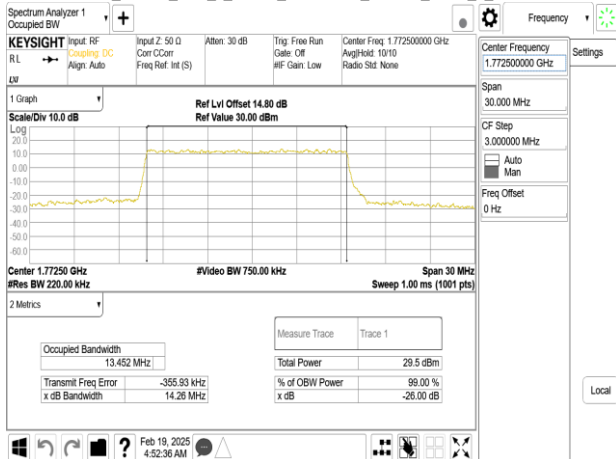 Spectrum Analyzer 1
Occupied BW
Frequency
KEYSIGHT
RL
LXI
Input: RF
Coupling: DC
Align: Auto
Input Z: 50 Ω
Corr CCorr
Freq Ref: Int (S)
Atten: 30 dB
Trig: Free Run
Gate: Off
#IF Gain: Low
Center Freq: 1.772500000 GHz
Avg|Hold: 10/10
Radio Std: None
Center Frequency
1.772500000 GHz
Settings
Span
30.000 MHz
CF Step
3.000000 MHz
Auto
Man
Freq Offset
0 Hz
Local
1 Graph
Scale/Div 10.0 dB
Ref Lvl Offset 14.80 dB
Ref Value 30.00 dBm
Log
20.0
10.0
0.00
-10.0
-20.0
-30.0
-40.0
-50.0
-60.0
Center 1.77250 GHz
#Video BW 750.00 kHz
Span 30 MHz
#Res BW 220.00 kHz
Sweep 1.00 ms (1001 pts)
2 Metrics
Measure Trace
Trace 1
Occupied Bandwidth
13.452 MHz
Total Power
29.5 dBm
Transmit Freq Error
-355.93 kHz
% of OBW Power
99.00 %
x dB Bandwidth
14.26 MHz
x dB
-26.00 dB
?
Feb 19, 2025
4:52:36 AM